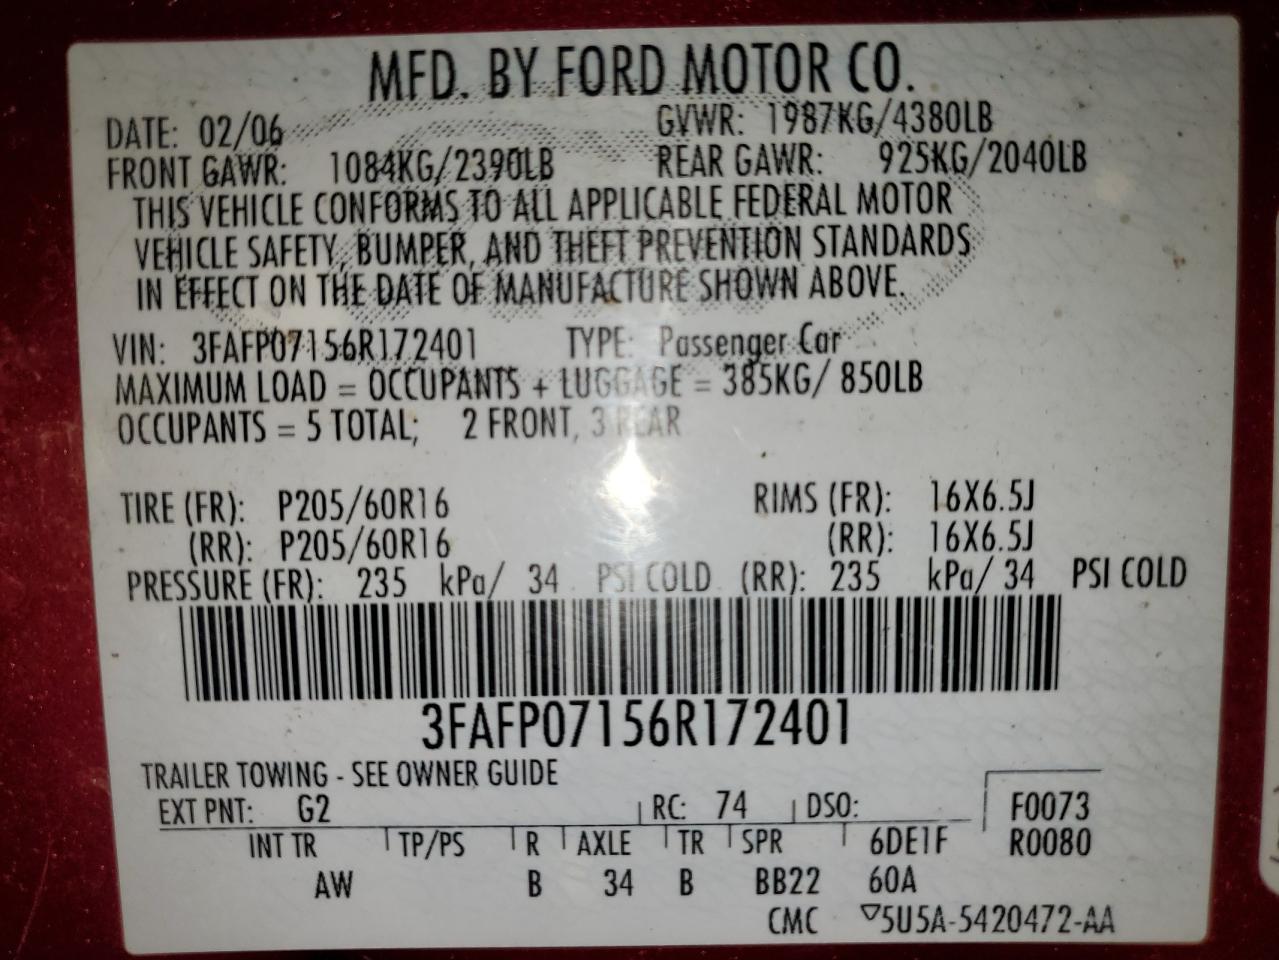 MFD. BY FORD MOTOR CO.
DATE: 02/06 GVWR: 1987KG/4380LB
FRONT GAWR: 1084KG/2390LB REAR GAWR: 925KG/2040LB
THIS VEHICLE CONFORMS TO ALL APPLICABLE FEDERAL MOTOR
VEHICLE SAFETY, BUMPER, AND THEFT PREVENTION STANDARDS
IN EFFECT ON THE DATE OF MANUFACTURE SHOWN ABOVE.
VIN: 3FAFP07156R172401 TYPE: Passenger Car
MAXIMUM LOAD = OCCUPANTS + LUGGAGE = 385KG/ 850LB
OCCUPANTS = 5 TOTAL; 2 FRONT, 3 REAR
TIRE (FR): P205/60R16 RIMS (FR): 16X6.5J
(RR): P205/60R16 (RR): 16X6.5J
PRESSURE (FR): 235 kPa/ 34 PSI COLD (RR): 235 kPa/ 34 PSI COLD
3FAFP07156R172401
TRAILER TOWING - SEE OWNER GUIDE
EXT PNT: G2 RC: 74 DSO: F0073
INT TR TP/PS R AXLE TR SPR 6DE1F R0080
AW B 34 B BB22 60A
CMC ▽5U5A-5420472-AA